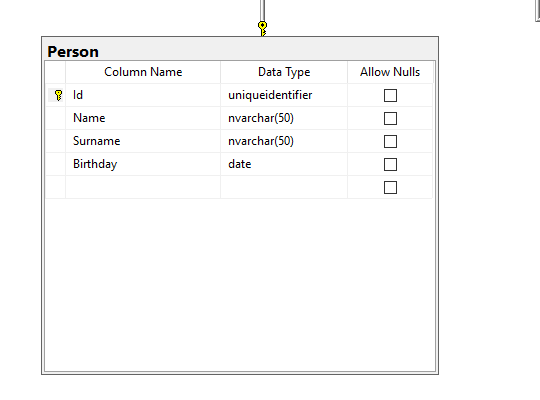 Person
Column Name Data Type Allow Nulls
Id uniqueidentifier
Name nvarchar(50)
Surname nvarchar(50)
Birthday date